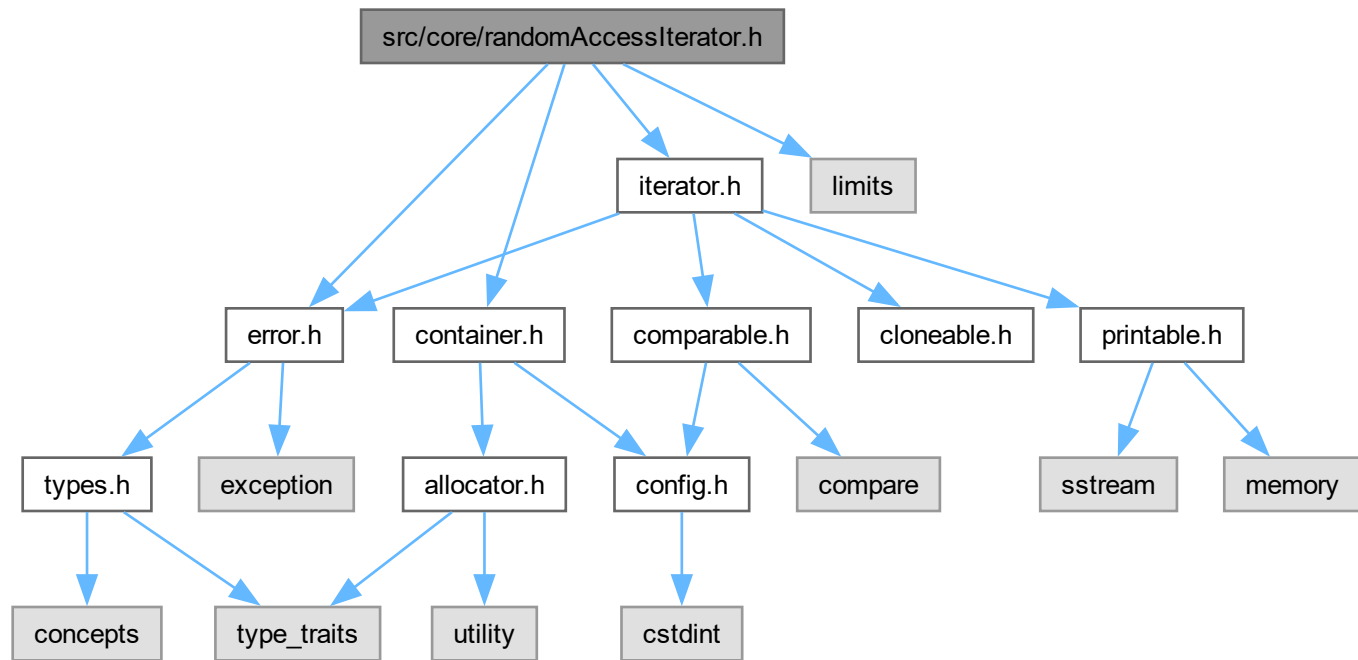 src/core/randomAccessIterator.h
iterator.h
limits
error.h
container.h
comparable.h
cloneable.h
printable.h
types.h
exception
allocator.h
config.h
compare
sstream
memory
concepts
type_traits
utility
cstdint